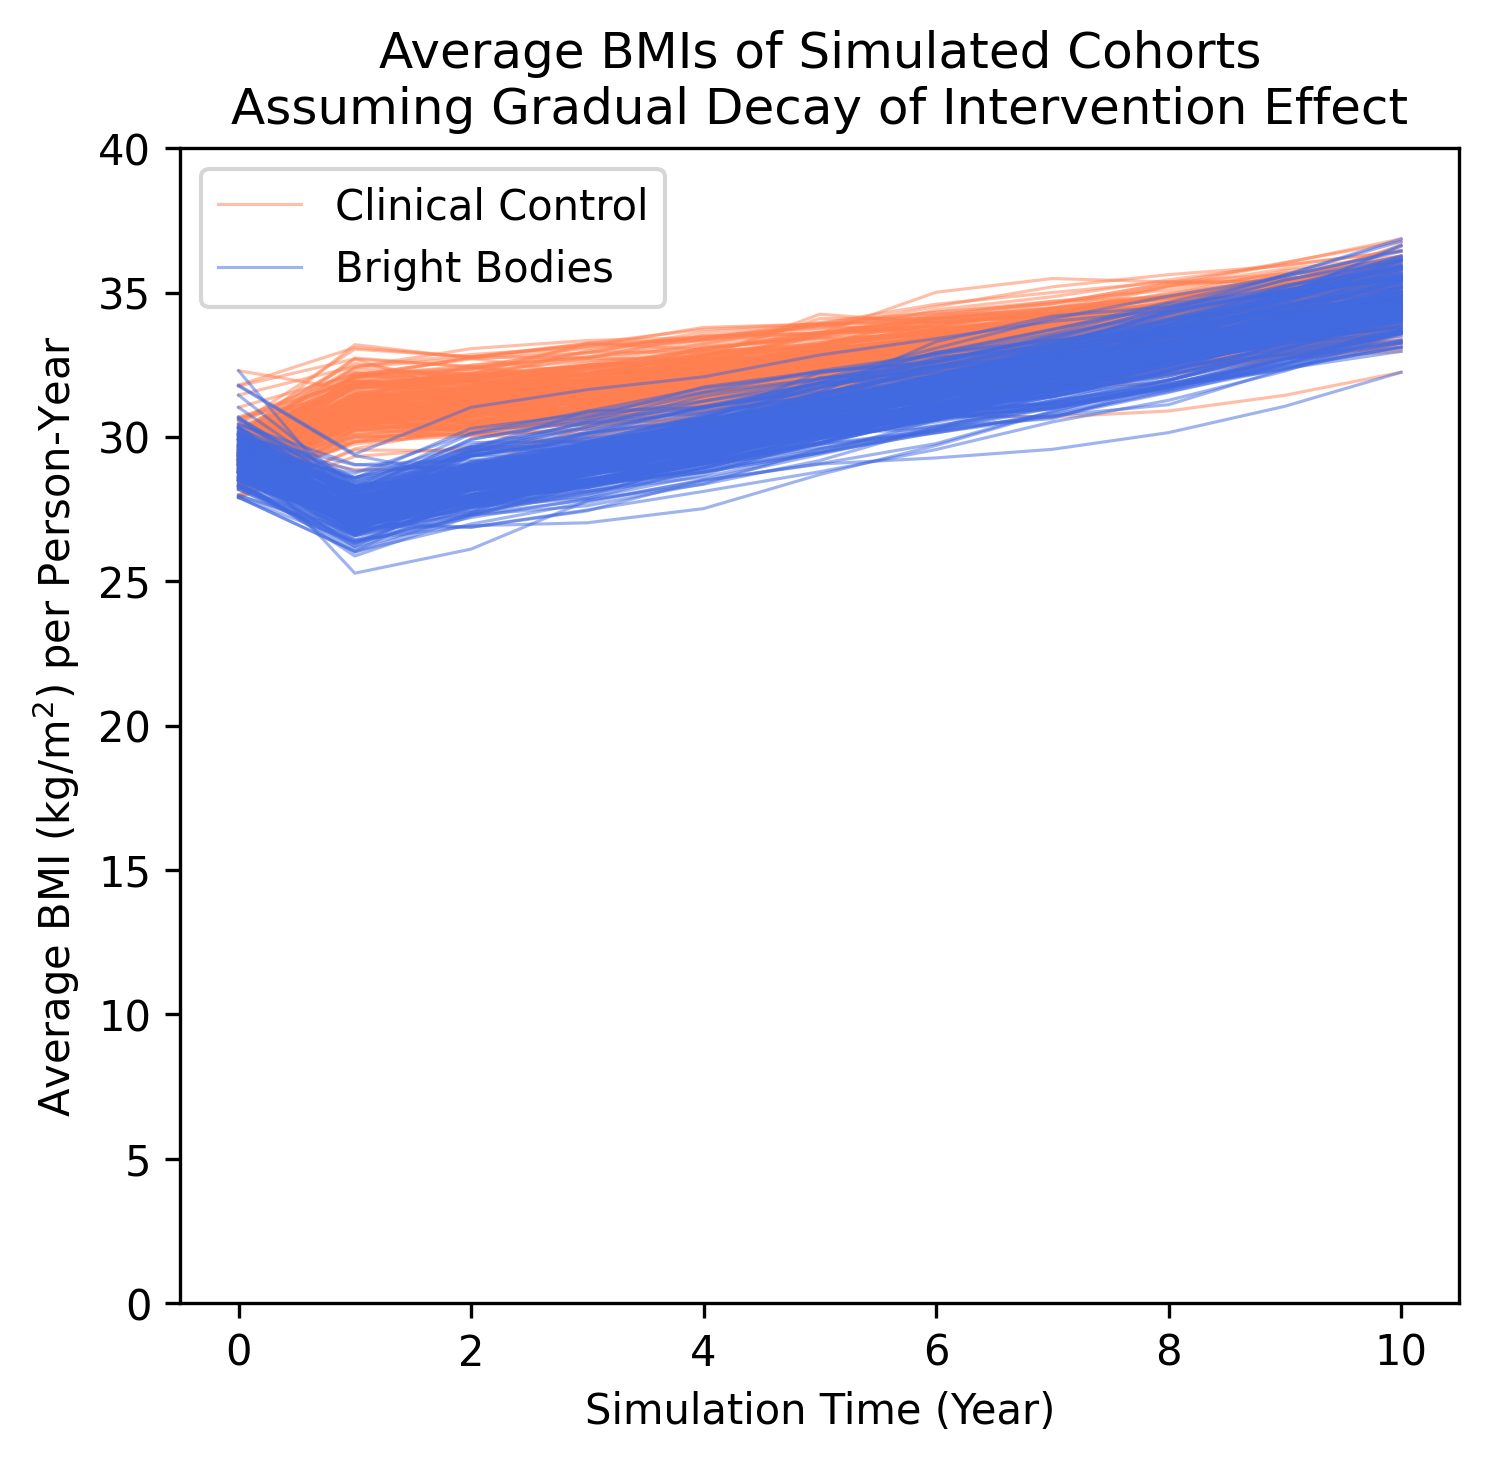 Average BMIs of Simulated Cohorts
Assuming Gradual Decay of Intervention Effect
Clinical Control
Bright Bodies
Average BMI (kg/m²) per Person-Year
40
35
30
25
20
15
10
5
0
0 2 4 6 8 10
Simulation Time (Year)